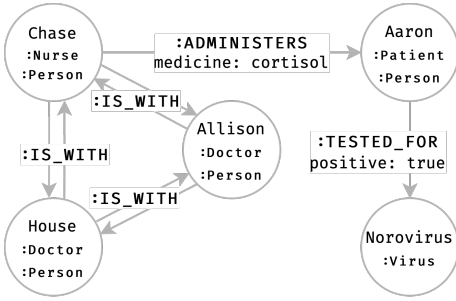 Chase
:Nurse
:Person
:ADMINISTERS
medicine: cortisol
Aaron
:Patient
:Person
:IS_WITH
Allison
:Doctor
:Person
:IS_WITH
:TESTED_FOR
positive: true
:IS_WITH
House
:Doctor
:Person
Norovirus
:Virus